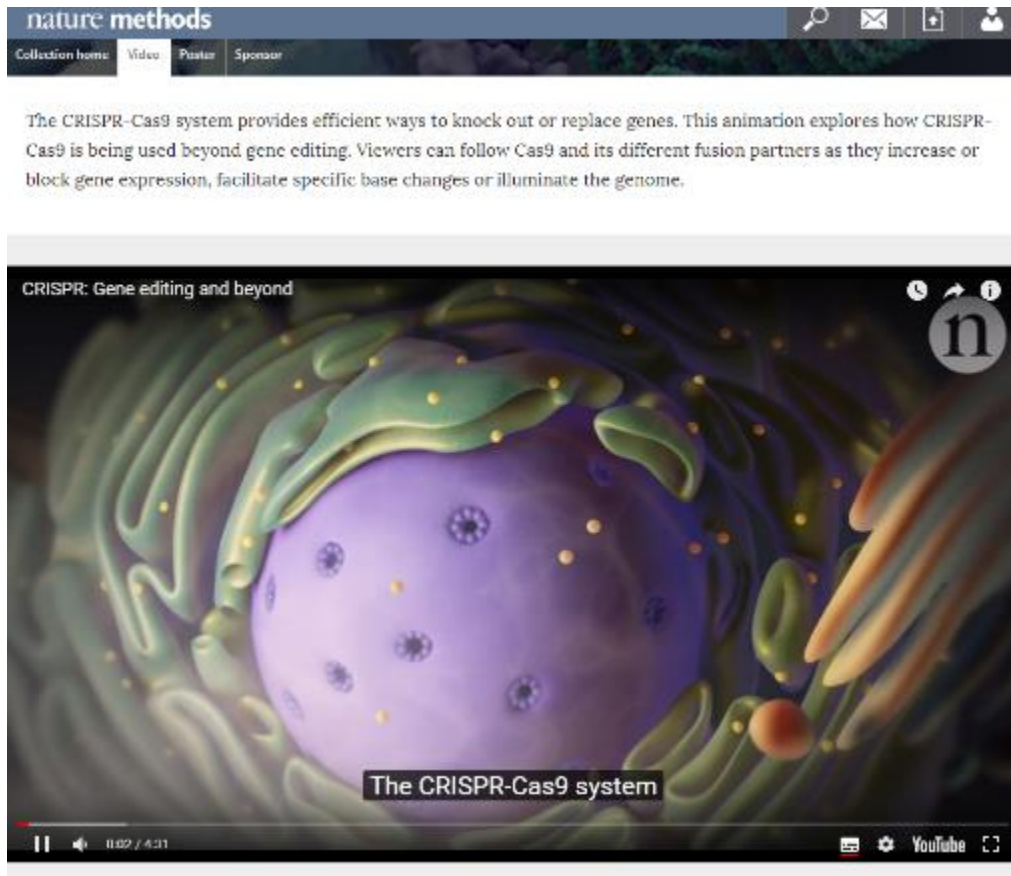 nature methods
Collection home Video Poster Sponsor
The CRISPR-Cas9 system provides efficient ways to knock out or replace genes. This animation explores how CRISPR-
Cas9 is being used beyond gene editing. Viewers can follow Cas9 and its different fusion partners as they increase or
block gene expression, facilitate specific base changes or illuminate the genome.
CRISPR: Gene editing and beyond
n
The CRISPR-Cas9 system
0:02 / 4:31
YouTube